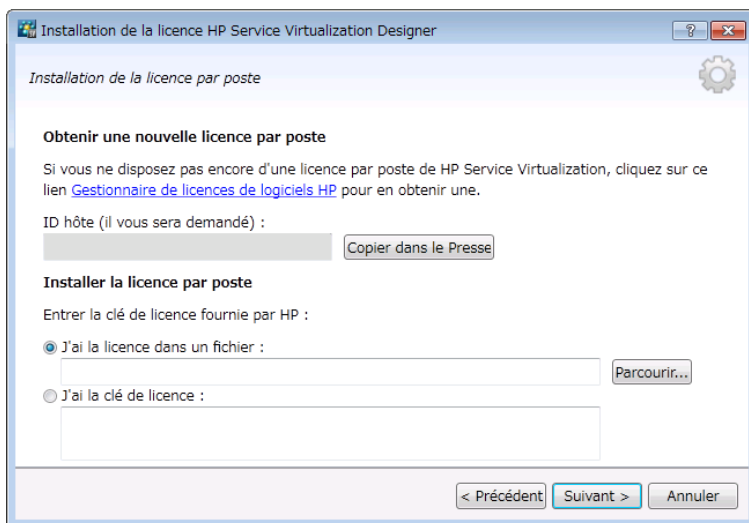 Installation de la licence HP Service Virtualization Designer
?
Installation de la licence par poste
Obtenir une nouvelle licence par poste
Si vous ne disposez pas encore d'une licence par poste de HP Service Virtualization, cliquez sur ce
lien Gestionnaire de licences de logiciels HP pour en obtenir une.
ID hôte (il vous sera demandé) :
Copier dans le Presse
Installer la licence par poste
Entrer la clé de licence fournie par HP :
J'ai la licence dans un fichier :
Parcourir...
J'ai la clé de licence :
< Précédent Suivant > Annuler